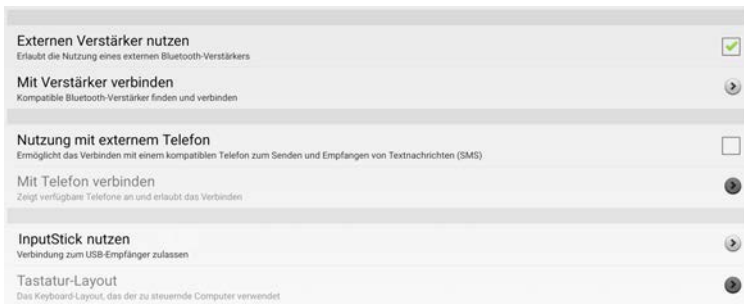 Externen Verstärker nutzen
Erlaubt die Nutzung eines externen Bluetooth-Verstärkers
Mit Verstärker verbinden
Kompatible Bluetooth-Verstärker finden und verbinden
Nutzung mit externem Telefon
Ermöglicht das Verbinden mit einem kompatiblen Telefon zum Senden und Empfangen von Textnachrichten (SMS)
Mit Telefon verbinden
Zeigt verfügbare Telefone an und erlaubt das Verbinden
InputStick nutzen
Verbindung zum USB-Empfänger zulassen
Tastatur-Layout
Das Keyboard-Layout, das der zu steuernde Computer verwendet